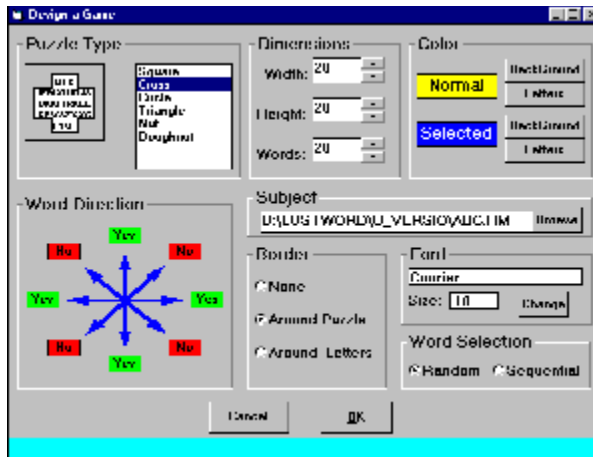 Design a Game
Puzzle Type
Square
Cross
Circle
Triangle
Net
Doughnut
Dimensions
Width: 20
Height: 20
Words: 20
Color
Normal
BackGround
Letters
Selected
BackGround
Letters
Word Direction
Yes
No
No
Yes
Yes
No
No
Yes
Subject
Browse
Border
None
Around Puzzle
Around Letters
Font
Courier
Size: 10
Change
Word Selection
Random
Sequential
Cancel
OK